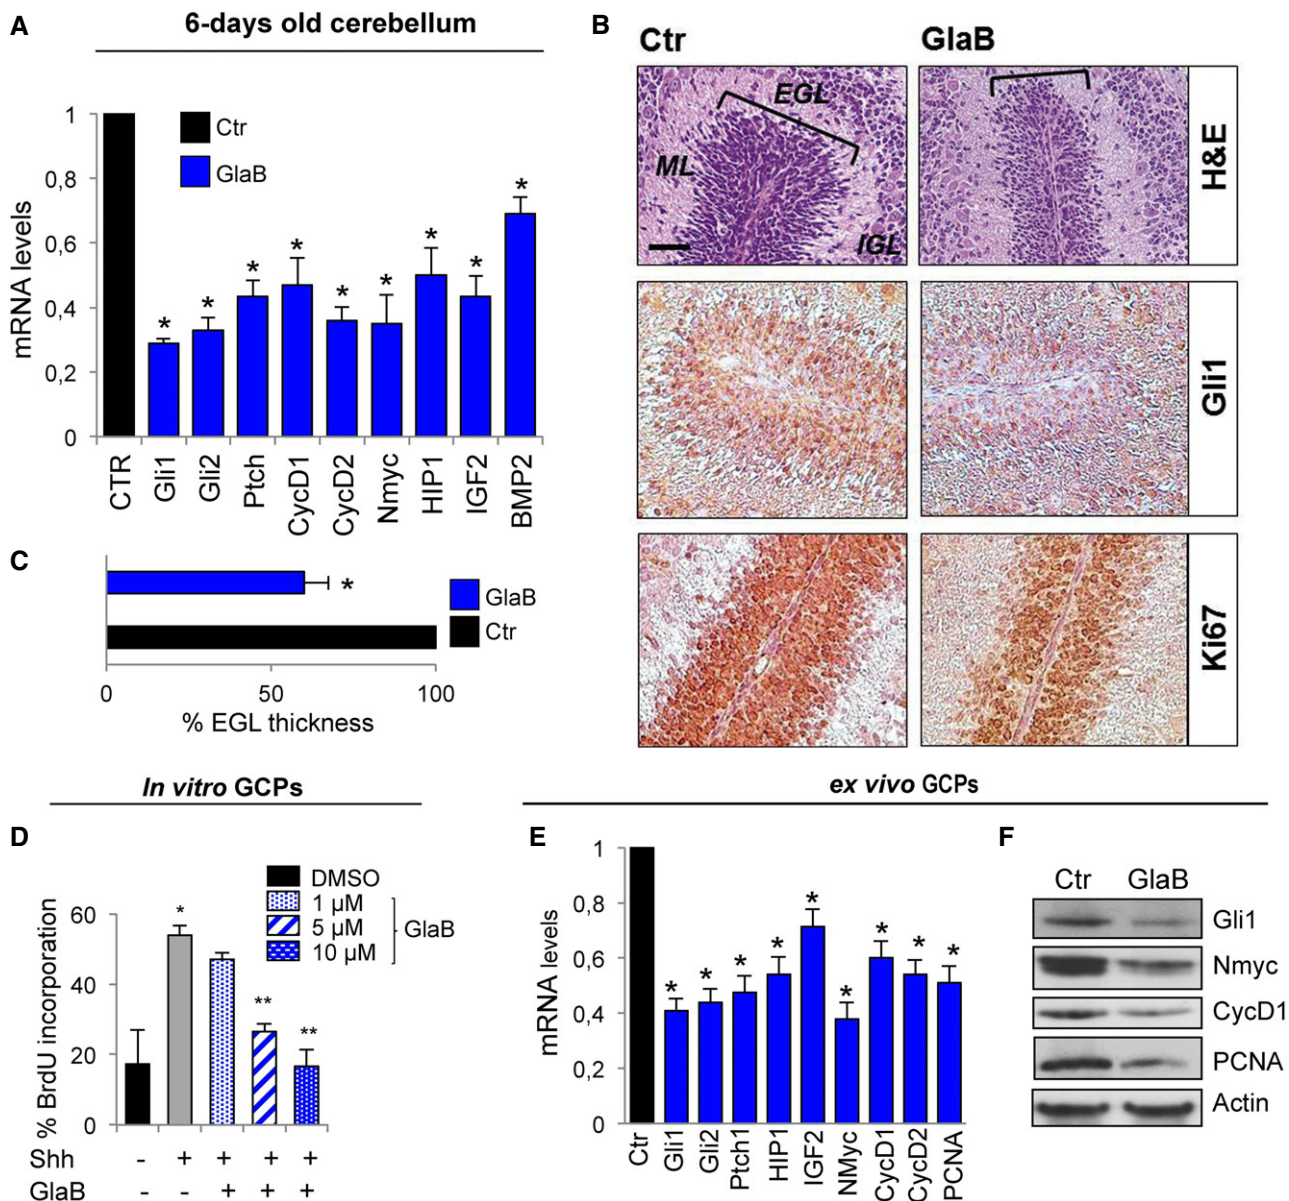 A
6-days old cerebellum
mRNA levels
1
0,8
0,6
0,4
0,2
0
Ctr
GlaB
*
*
*
*
*
*
*
*
*
CTR
Gli1
Gli2
Ptch
CycD1
CycD2
Nmyc
HIP1
IGF2
BMP2
B
Ctr
GlaB
EGL
ML
IGL
H&E
Gli1
Ki67
C
*
GlaB
Ctr
0
50
100
% EGL thickness
In vitro GCPs
D
% BrdU incorporation
60
40
20
0
DMSO
1 µM
5 µM
10 µM
GlaB
*
**
**
Shh - + + + +
GlaB - - + + +
ex vivo GCPs
E
mRNA levels
1
0,8
0,6
0,4
0,2
0
*
*
*
*
*
*
*
*
*
Ctr
Gli1
Gli2
Ptch1
HIP1
IGF2
NMyc
CycD1
CycD2
PCNA
F
Ctr GlaB
Gli1
Nmyc
CycD1
PCNA
Actin